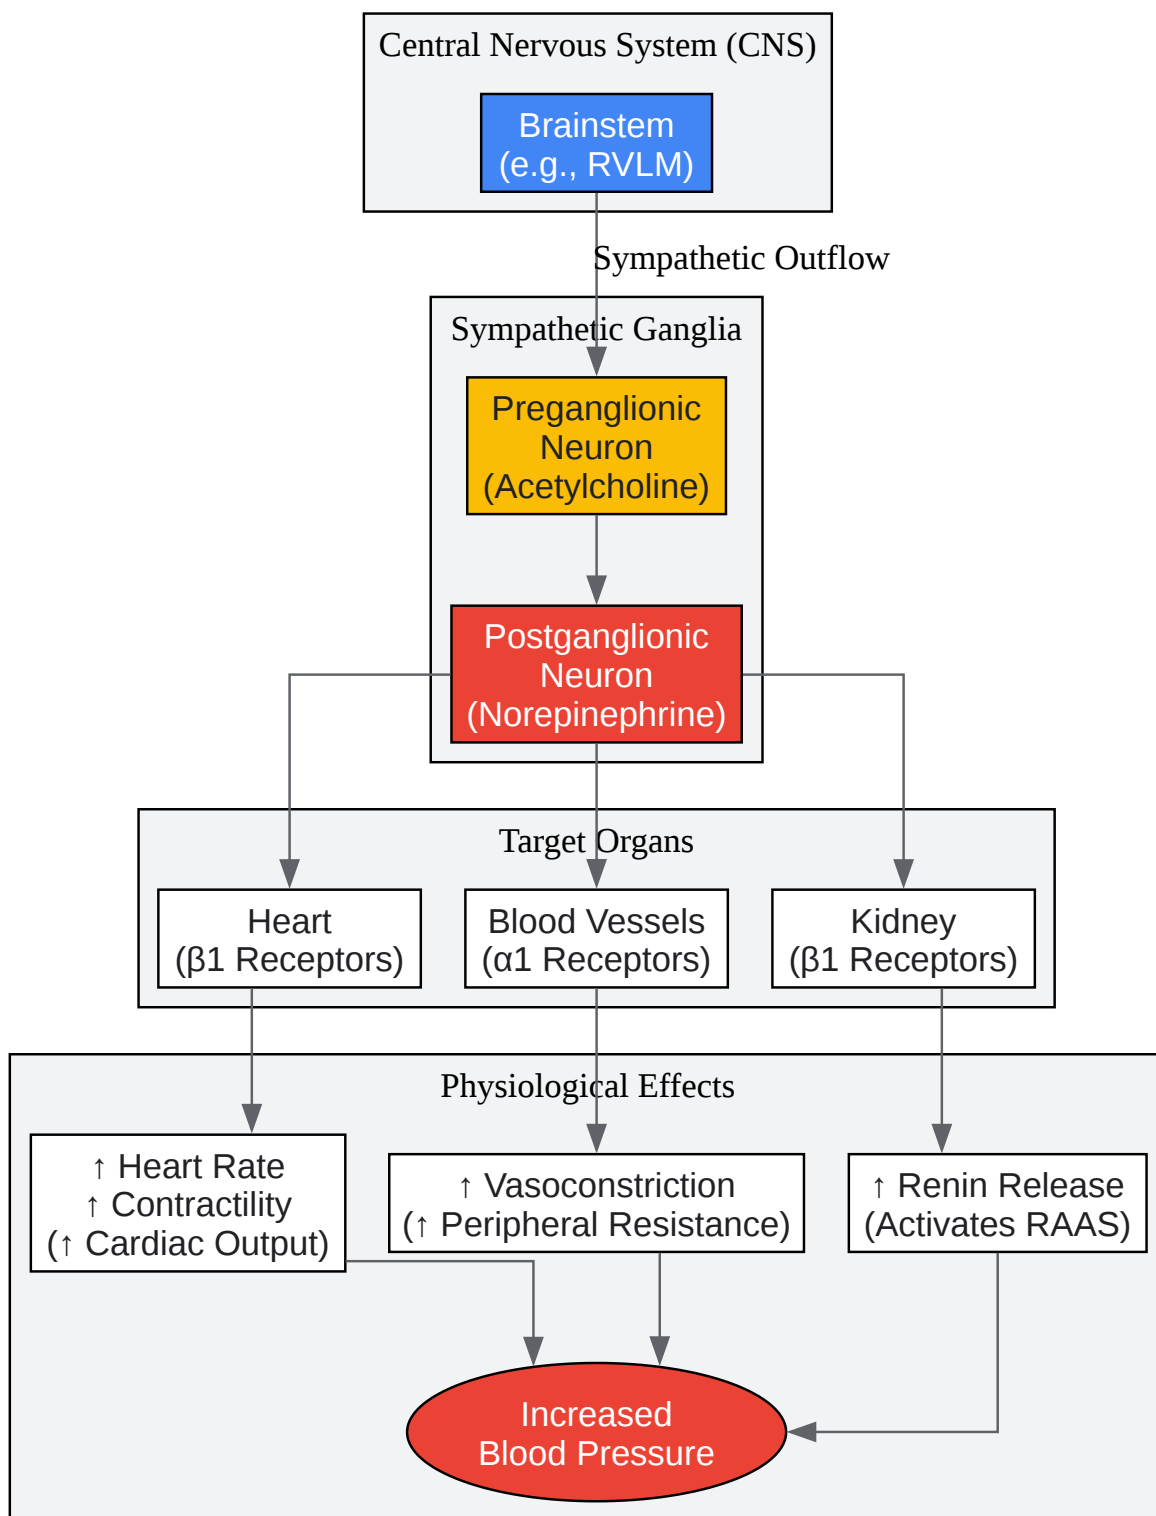 Central Nervous System (CNS)
Brainstem
(e.g., RVLM)
Sympathetic Outflow
Sympathetic Ganglia
Preganglionic
Neuron
(Acetylcholine)
Postganglionic
Neuron
(Norepinephrine)
Target Organs
Heart
(β1 Receptors)
Blood Vessels
(α1 Receptors)
Kidney
(β1 Receptors)
Physiological Effects
↑ Heart Rate
↑ Contractility
(↑ Cardiac Output)
↑ Vasoconstriction
(↑ Peripheral Resistance)
↑ Renin Release
(Activates RAAS)
Increased
Blood Pressure